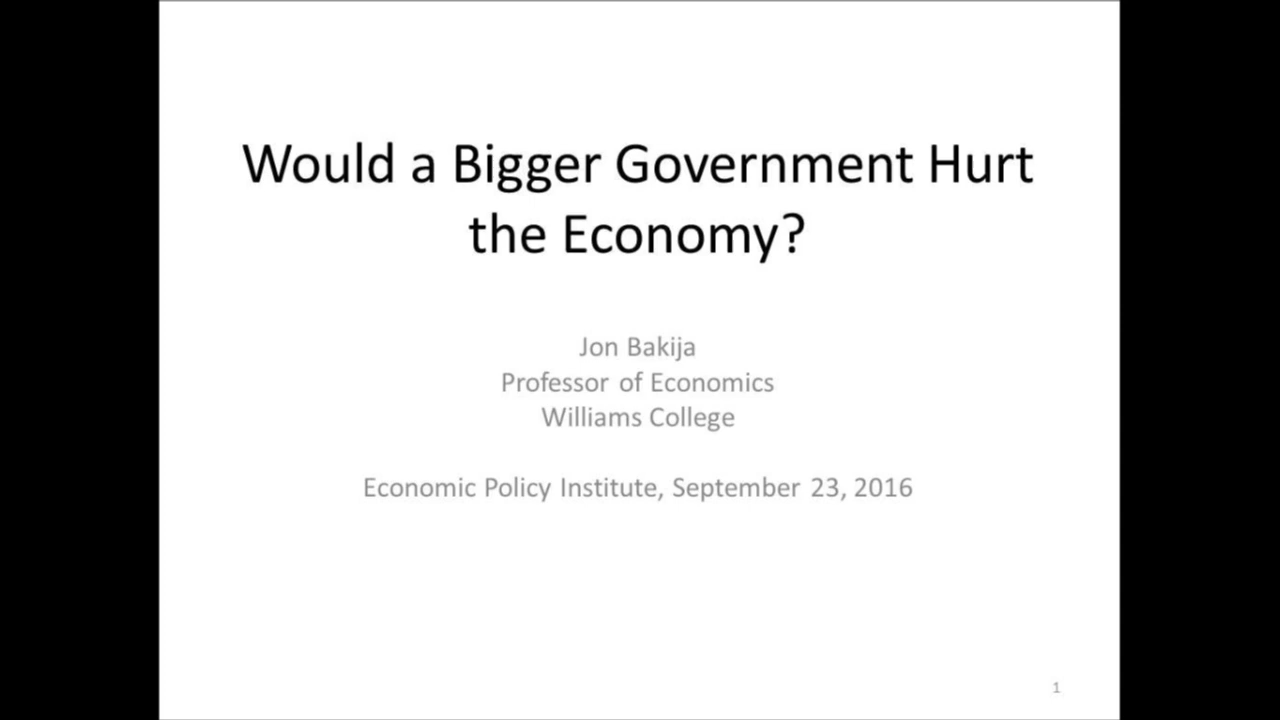 Would a Bigger Government Hurt
the Economy?
Jon Bakija
Professor of Economics
Williams College
Economic Policy Institute, September 23, 2016
1